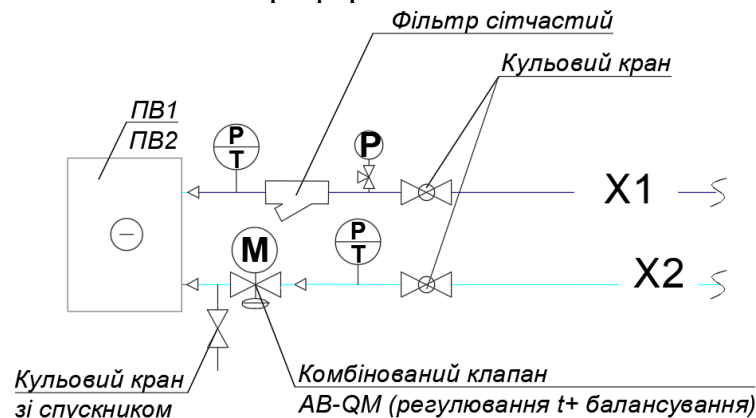 Фільтр сітчастий
Кульовий кран
ПВ1
ПВ2
P
T
P
X1
P
T
M
X2
Кульовий кран
зі спускником
Комбінований клапан
AB-QM (регулювання t+ балансування)